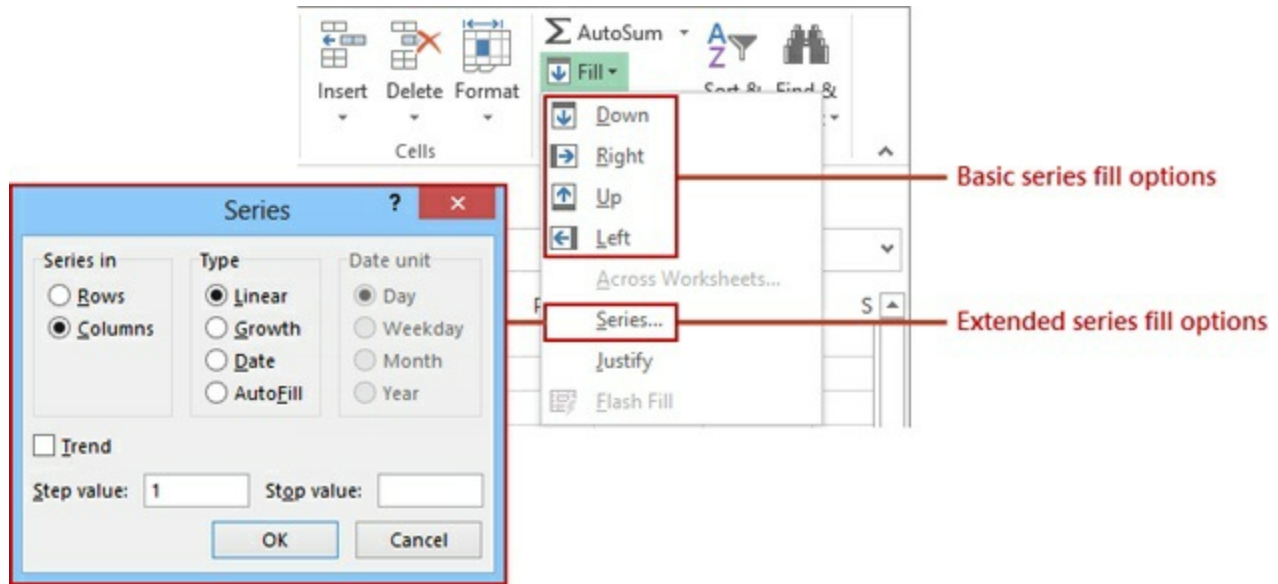 AutoSum
Fill
Insert Delete Format
Sort & Find &
Cells
Down
Right
Up
Left
Across Worksheets...
Series...
Justify
Flash Fill
S
Basic series fill options
Extended series fill options
Series
?
Series in
Rows
Columns
Type
Linear
Growth
Date
AutoFill
Date unit
Day
Weekday
Month
Year
Trend
Step value: 1 Stop value:
OK Cancel